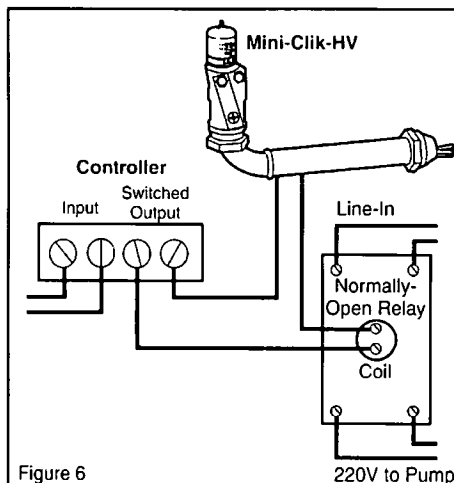 Mini-Clik-HV
Controller
Input
Switched
Output
Line-In
Normally-
Open Relay
Coil
Figure 6
220V to Pump